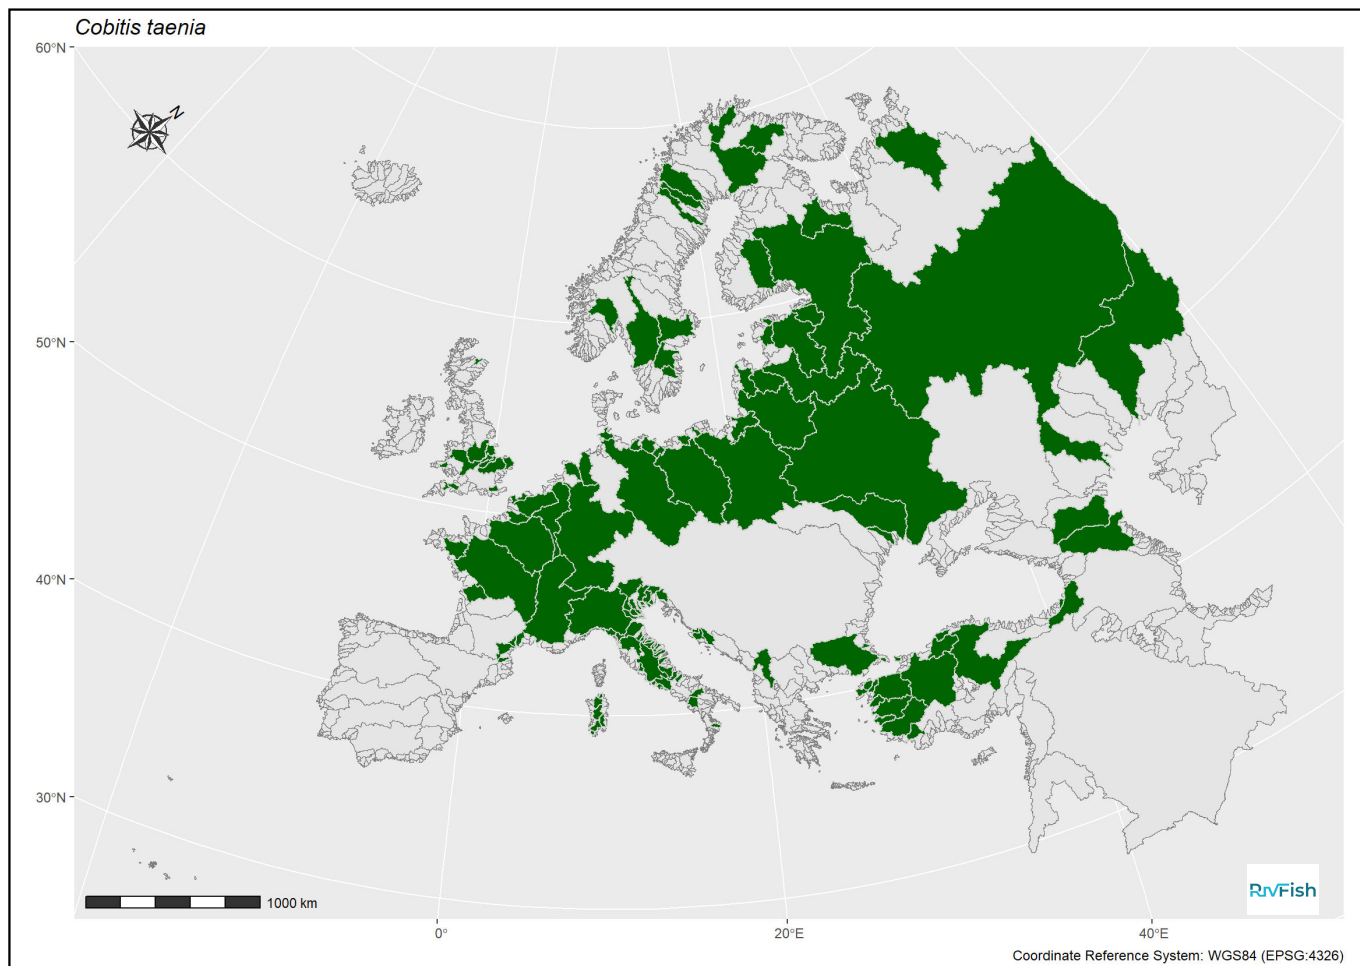 Cobitis taenia
60°N
N
50°N
40°N
30°N
1000 km
RIVFISH
0°
20°E
40°E
Coordinate Reference System: WGS84 (EPSG:4326)